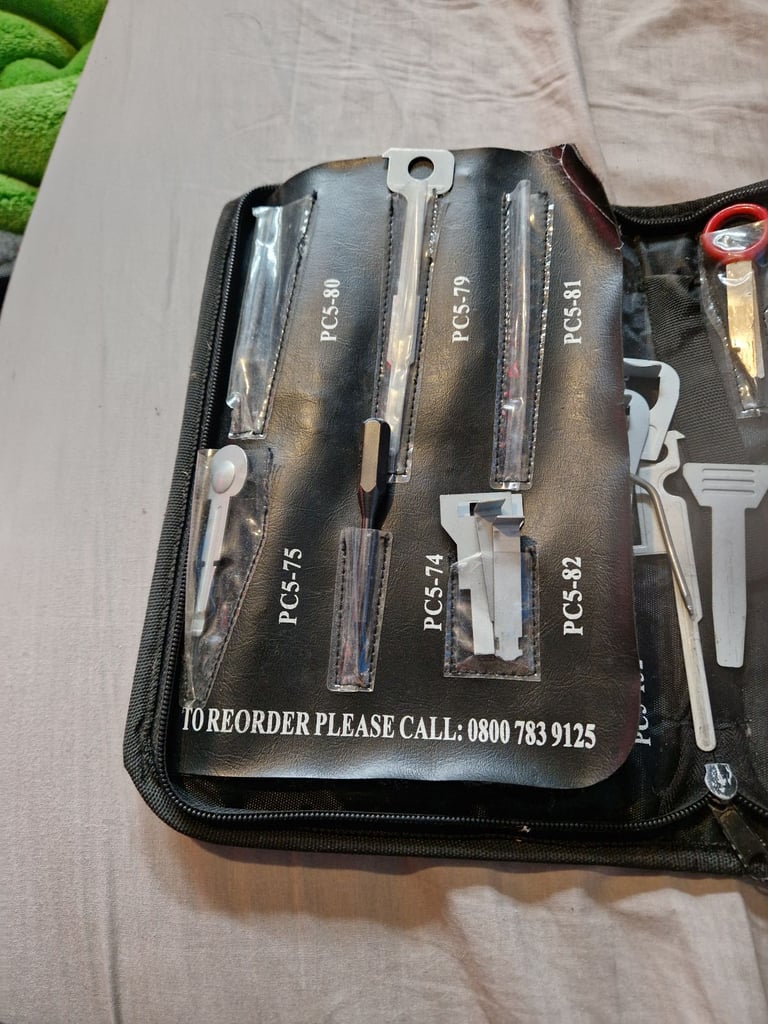 PC5-80
PC5-79
PC5-81
PC5-75
PC5-74
PC5-82
TO REORDER PLEASE CALL: 0800 783 9125